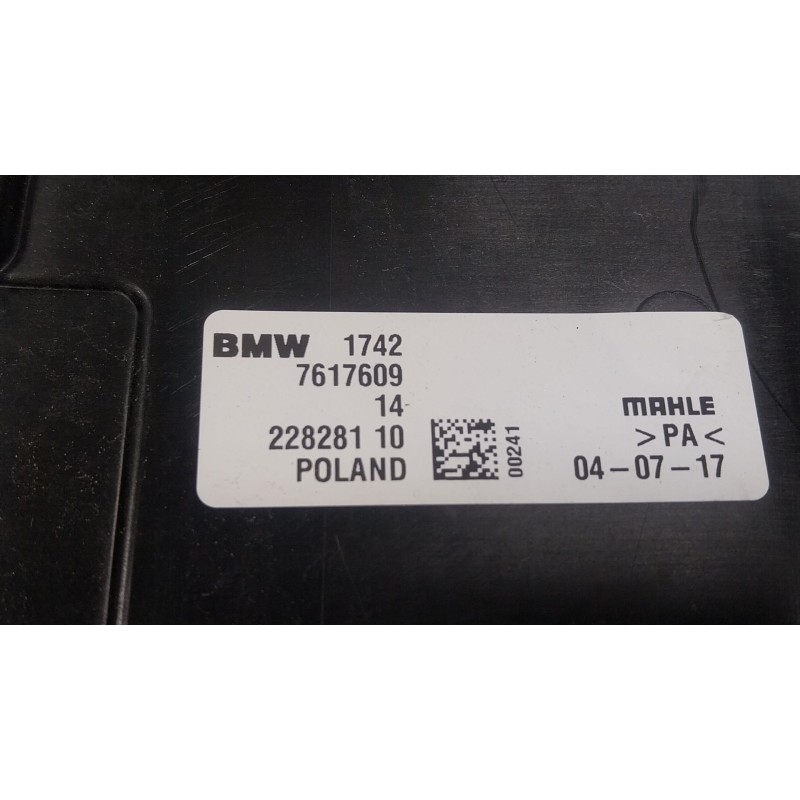 BMW 1742
7617609
14
228281 10
POLAND
00241
MAHLE
>PA<
04-07-17